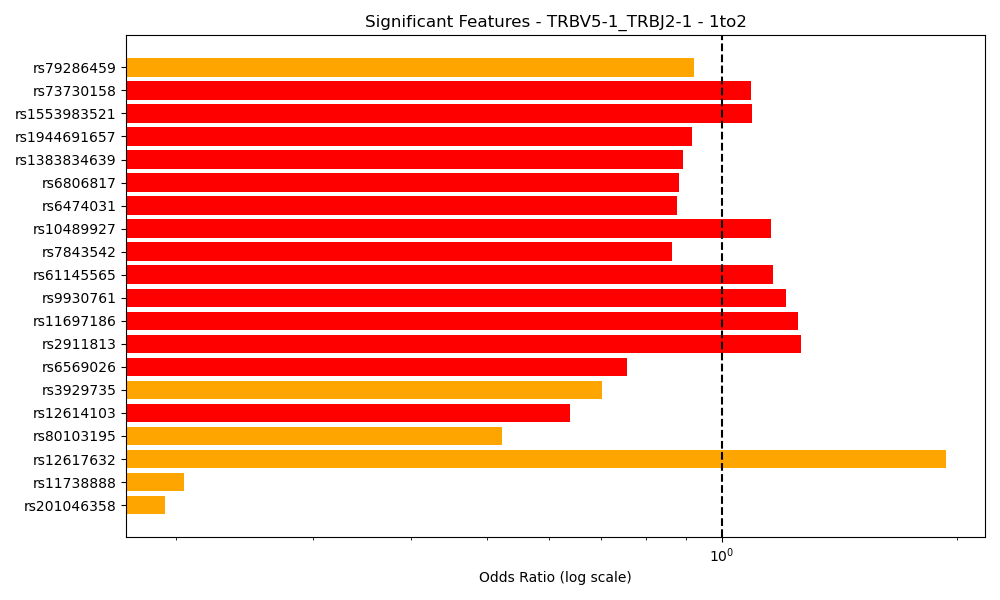 Significant Features - TRBV5-1_TRBJ2-1 - 1to2
rs79286459
rs73730158
rs1553983521
rs1944691657
rs1383834639
rs6806817
rs6474031
rs10489927
rs7843542
rs61145565
rs9930761
rs11697186
rs2911813
rs6569026
rs3929735
rs12614103
rs80103195
rs12617632
rs11738888
rs201046358
10⁰
Odds Ratio (log scale)